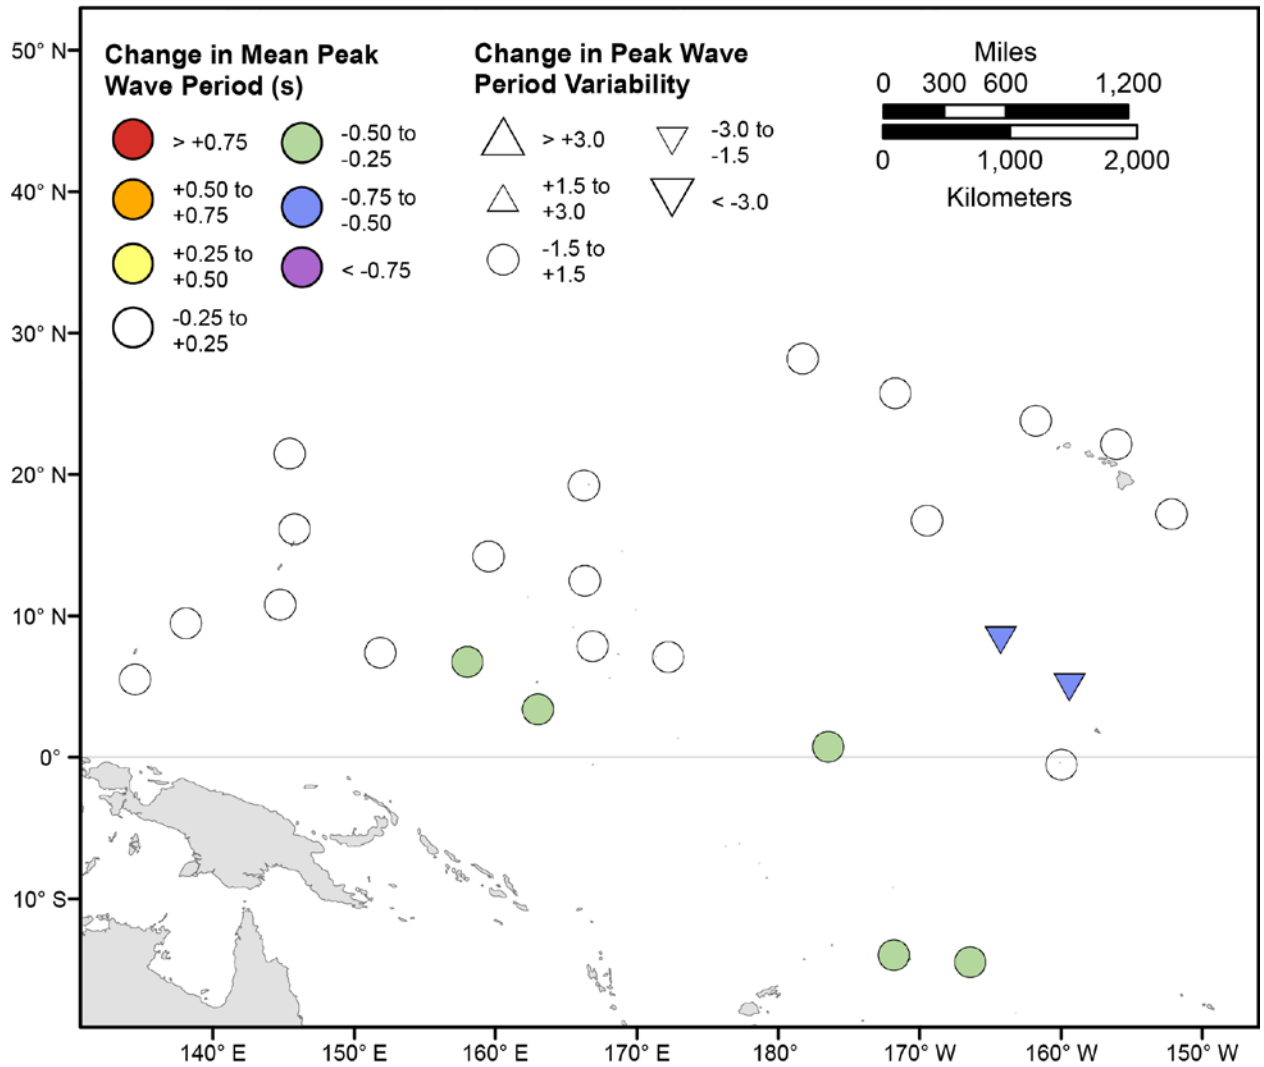 Change in Mean Peak
Wave Period (s)
> +0.75
+0.50 to
+0.75
+0.25 to
+0.50
-0.25 to
+0.25
-0.50 to
-0.25
-0.75 to
-0.50
< -0.75
Change in Peak Wave
Period Variability
> +3.0
+1.5 to
+3.0
-1.5 to
+1.5
-3.0 to
-1.5
< -3.0
Miles
0 300 600 1,200
0 1,000 2,000
Kilometers
50° N
40° N
30° N
20° N
10° N
0°
10° S
140° E 150° E 160° E 170° E 180° 170° W 160° W 150° W